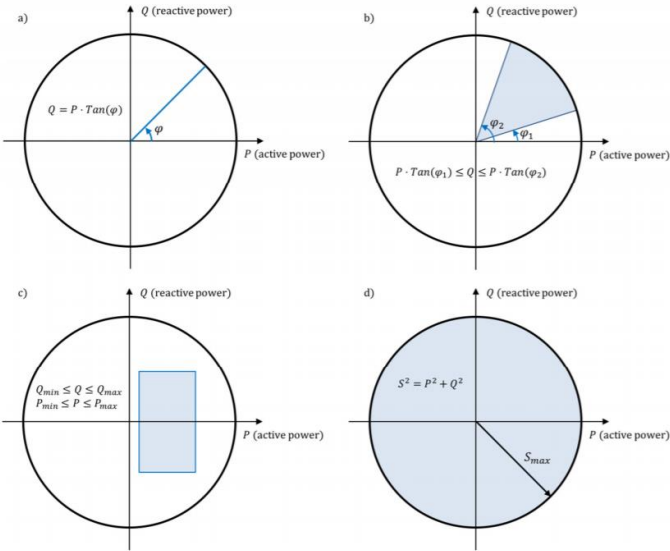 a)
Q (reactive power)
Q = P · Tan(φ)
φ
P (active power)
b)
Q (reactive power)
φ₂
φ₁
P (active power)
P · Tan(φ₁) ≤ Q ≤ P · Tan(φ₂)
c)
Q (reactive power)
Qmin ≤ Q ≤ Qmax
Pmin ≤ P ≤ Pmax
P (active power)
d)
Q (reactive power)
S² = P² + Q²
P (active power)
Smax